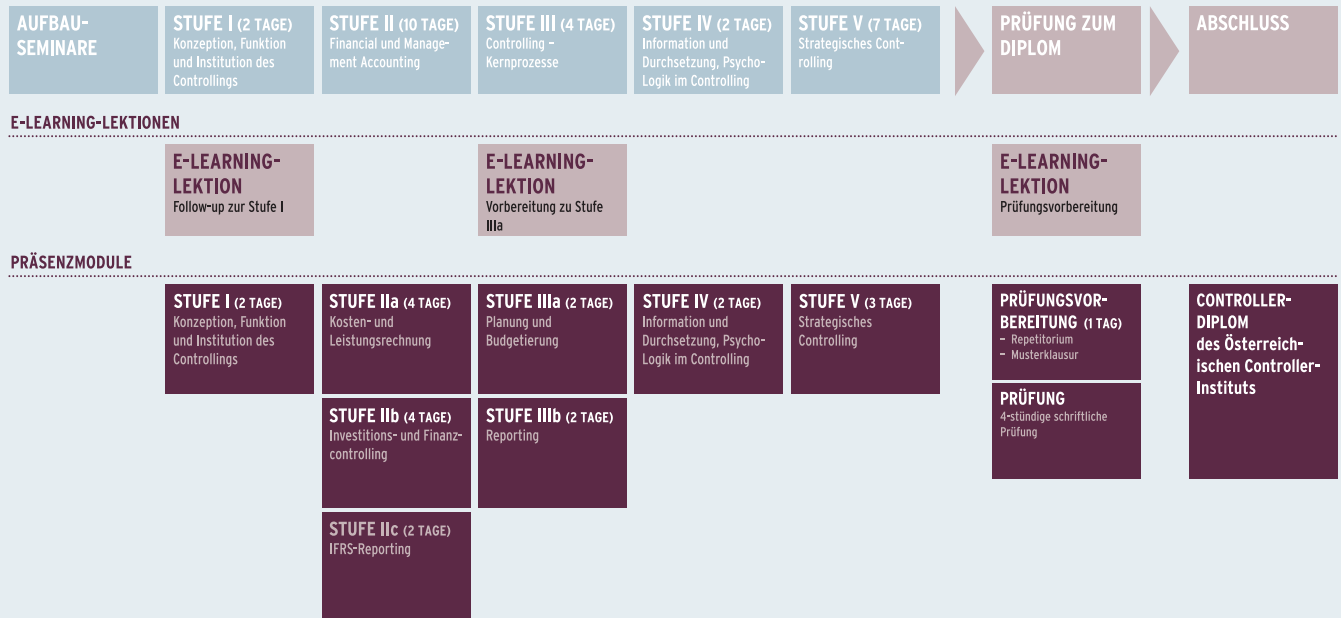 AUFBAU-
SEMINARE
STUFE I (2 TAGE)
Konzeption, Funktion
und Institution des
Controllings
STUFE II (10 TAGE)
Financial und Manage-
ment Accounting
STUFE III (4 TAGE)
Controlling –
Kernprozesse
STUFE IV (2 TAGE)
Information und
Durchsetzung, Psycho-
Logik im Controlling
STUFE V (7 TAGE)
Strategisches Cont-
rolling
PRÜFUNG ZUM
DIPLOM
ABSCHLUSS
E-LEARNING-LEKTIONEN
E-LEARNING-
LEKTION
Follow-up zur Stufe I
E-LEARNING-
LEKTION
Vorbereitung zu Stufe
IIIa
E-LEARNING-
LEKTION
Prüfungsvorbereitung
PRÄSENZMODULE
STUFE I (2 TAGE)
Konzeption, Funktion
und Institution des
Controllings
STUFE IIa (4 TAGE)
Kosten- und
Leistungsrechnung
STUFE IIIa (2 TAGE)
Planung und
Budgetierung
STUFE IV (2 TAGE)
Information und
Durchsetzung, Psycho-
Logik im Controlling
STUFE V (3 TAGE)
Strategisches
Controlling
PRÜFUNGSVOR-
BEREITUNG (1 TAG)
– Repetitorium
– Musterklausur
CONTROLLER-
DIPLOM
des Österreich-
ischen Controller-
Instituts
STUFE IIb (4 TAGE)
Investitions- und Finanz-
controlling
STUFE IIIb (2 TAGE)
Reporting
PRÜFUNG
4-stündige schriftliche
Prüfung
STUFE IIc (2 TAGE)
IFRS-Reporting